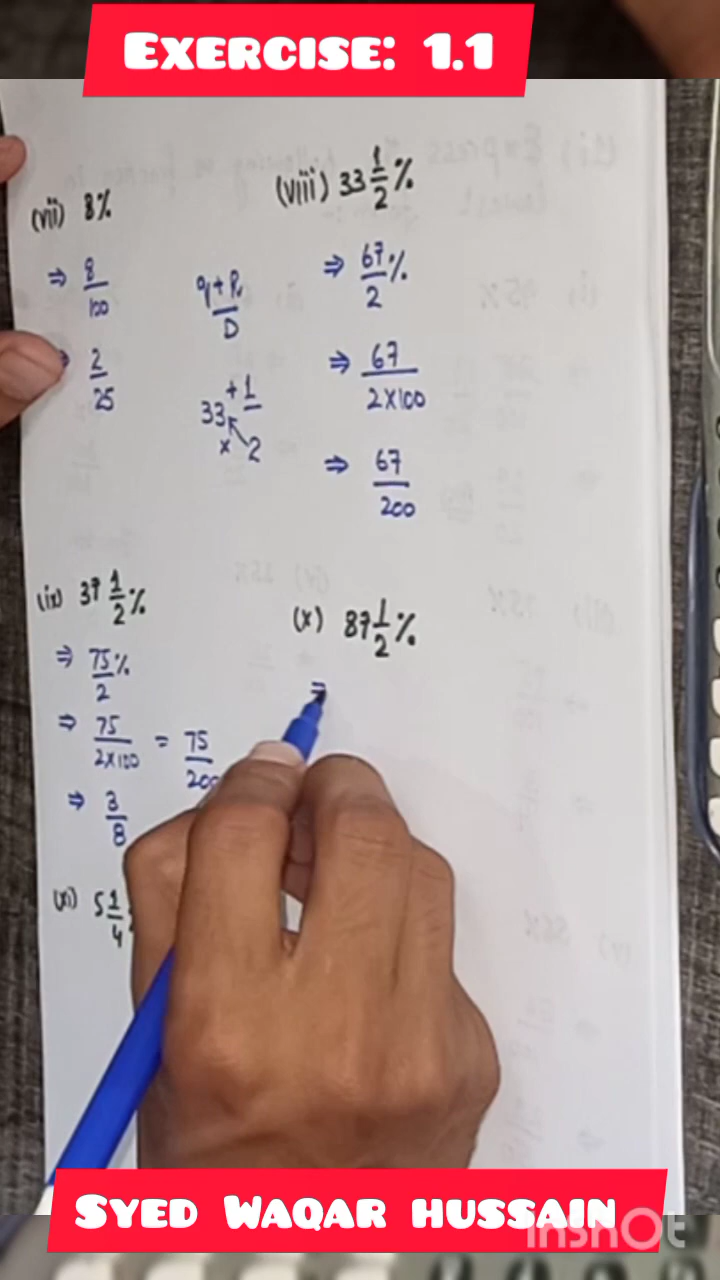 EXERCISE: 1.1
(vii) 8%
⇒ 8/100
⇒ 2/25
q+Pr/D
33 +1
× 2
(viii) 33 1/2 %
⇒ 67/2 %
⇒ 67/2×100
⇒ 67/200
(ix) 37 1/2 %
⇒ 75/2 %
⇒ 75/2×100 = 75/200
⇒ 3/8
(x) 87 1/2 %
=
(xi) 5 1/4
SYED WAQAR HUSSAIN
inshot